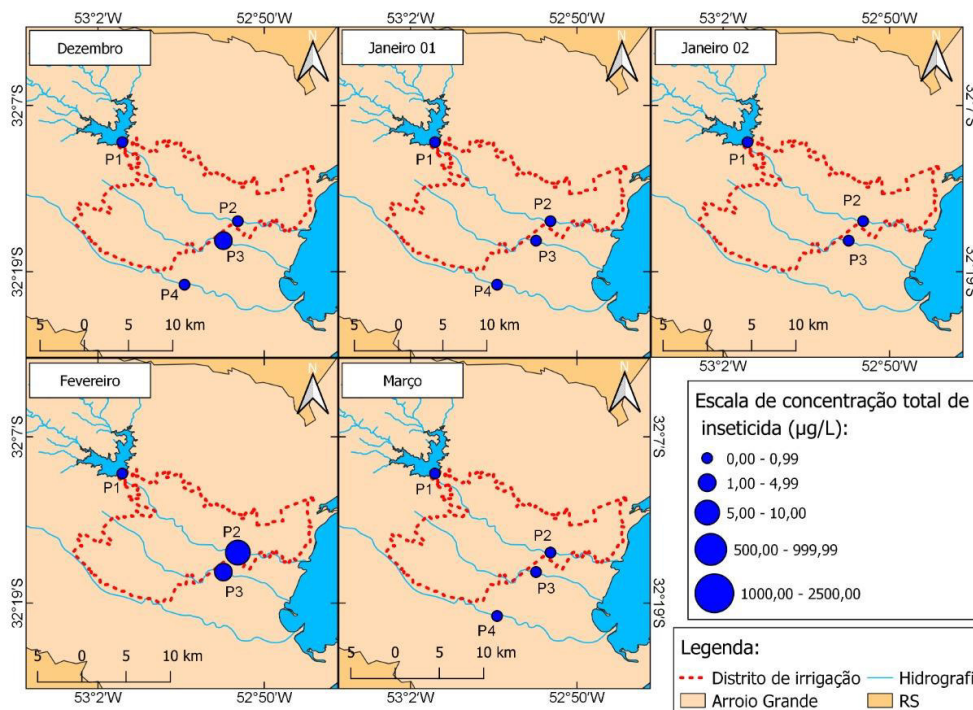 53°2'W 52°50'W 53°2'W 52°50'W 53°2'W 52°50'W
Dezembro
N
32°7'S
P1
P2
P3
P4
32°19'S
5 0 5 10 km
Janeiro 01
N
P1
P2
P3
P4
5 0 5 10 km
Janeiro 02
N
32°7'S
P1
P2
P3
32°19'S
5 0 5 10 km
53°2'W 52°50'W
Fevereiro
N
32°7'S
P1
P2
P3
32°19'S
5 0 5 10 km
53°2'W 52°50'W
Março
N
32°7'S
P1
P2
P3
P4
32°19'S
5 0 5 10 km
53°2'W 52°50'W
Escala de concentração total de
inseticida (µg/L):
0,00 - 0,99
1,00 - 4,99
5,00 - 10,00
500,00 - 999,99
1000,00 - 2500,00
Legenda:
Distrito de irrigação Hidrografi
Arroio Grande RS